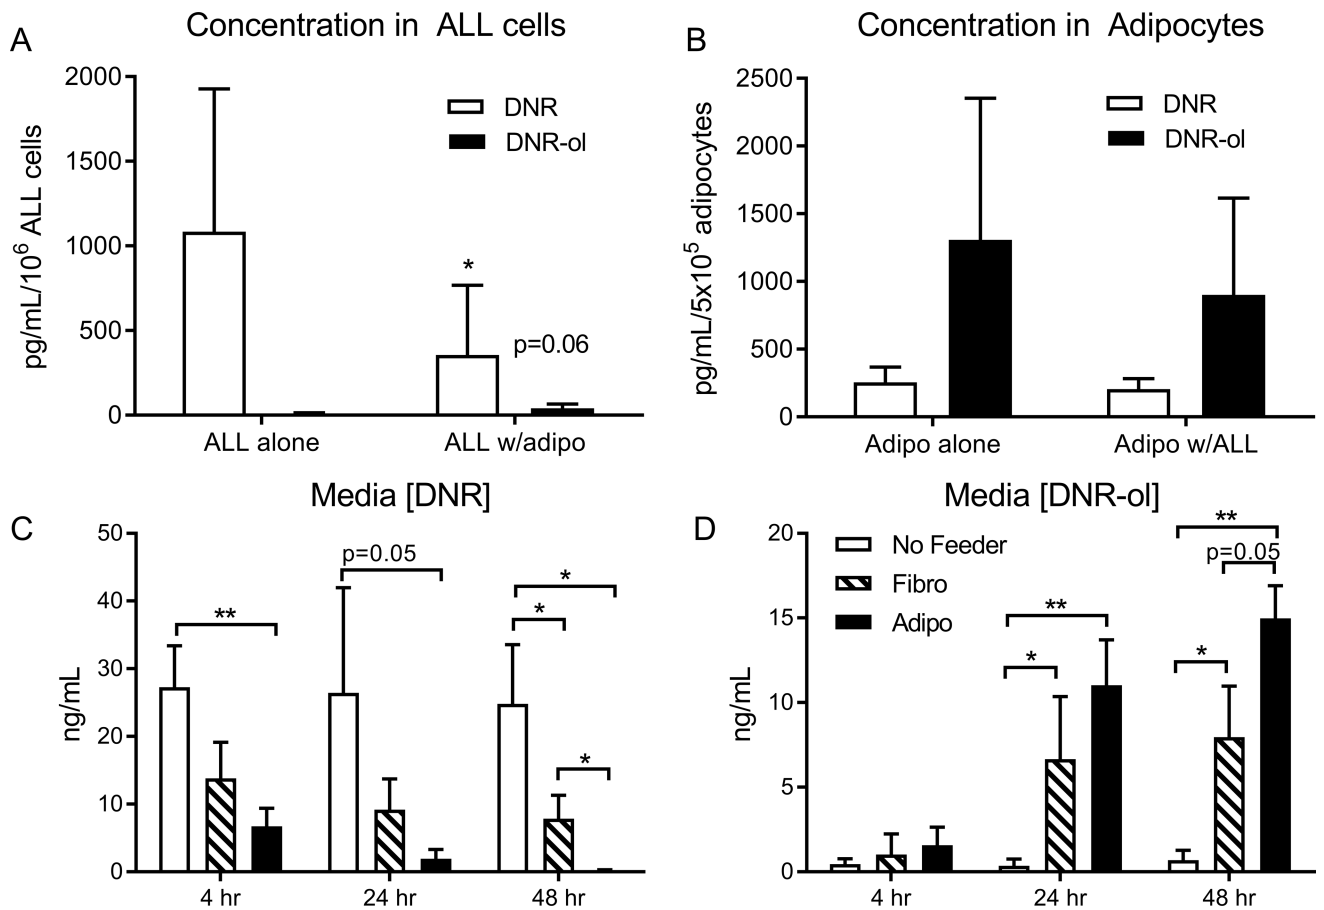 A
Concentration in ALL cells
pg/mL/10⁶ ALL cells
2000
1500
1000
500
0
DNR
DNR-ol
*
p=0.06
ALL alone
ALL w/adipo
B
Concentration in Adipocytes
pg/mL/5x10⁵ adipocytes
2500
2000
1500
1000
500
0
DNR
DNR-ol
Adipo alone
Adipo w/ALL
C
Media [DNR]
ng/mL
50
40
30
20
10
0
**
p=0.05
*
*
*
4 hr
24 hr
48 hr
D
Media [DNR-ol]
ng/mL
20
15
10
5
0
No Feeder
Fibro
Adipo
**
*
**
p=0.05
*
4 hr
24 hr
48 hr